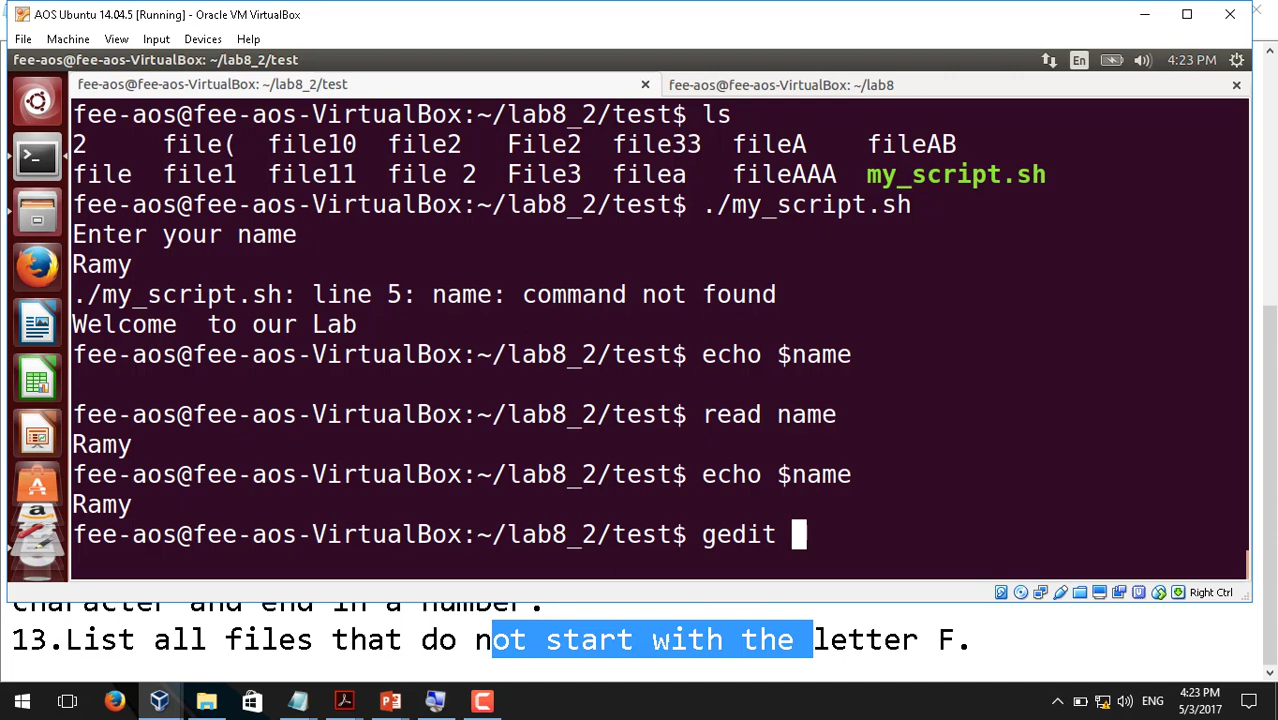 AOS Ubuntu 14.04.5 [Running] - Oracle VM VirtualBox
File Machine View Input Devices Help
fee-aos@fee-aos-VirtualBox: ~/lab8_2/test En 4:23 PM
fee-aos@fee-aos-VirtualBox: ~/lab8_2/test × fee-aos@fee-aos-VirtualBox: ~/lab8 ×
fee-aos@fee-aos-VirtualBox:~/lab8_2/test$ ls
2 file( file10 file2 File2 file33 fileA fileAB
file file1 file11 file 2 File3 filea fileAAA my_script.sh
fee-aos@fee-aos-VirtualBox:~/lab8_2/test$ ./my_script.sh
Enter your name
Ramy
./my_script.sh: line 5: name: command not found
Welcome  to our Lab
fee-aos@fee-aos-VirtualBox:~/lab8_2/test$ echo $name
fee-aos@fee-aos-VirtualBox:~/lab8_2/test$ read name
Ramy
fee-aos@fee-aos-VirtualBox:~/lab8_2/test$ echo $name
Ramy
fee-aos@fee-aos-VirtualBox:~/lab8_2/test$ gedit
Right Ctrl
character and end in a number.
13.List all files that do not start with the letter F.
ENG 4:23 PM
5/3/2017